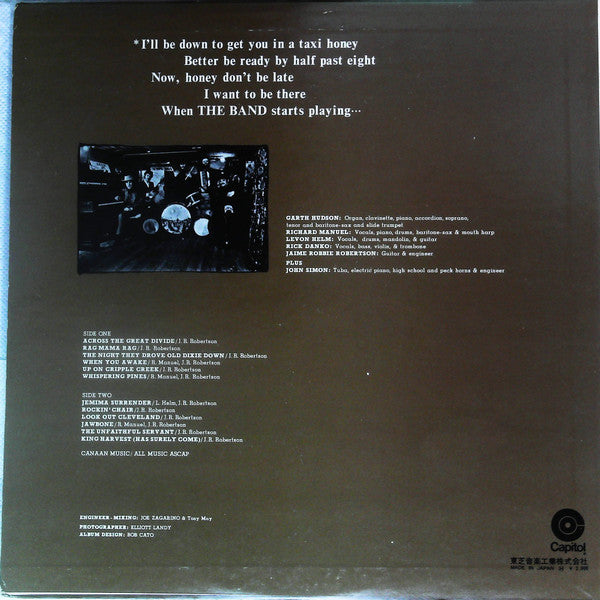 *I'll be down to get you in a taxi honey
Better be ready by half past eight
Now, honey don't be late
I want to be there
When THE BAND starts playing…
GARTH HUDSON: Organ, clavinette, piano, accordion, soprano,
tenor and baritone-sax and slide trumpet
RICHARD MANUEL: Vocals, piano, drums, baritone-sax & mouth harp
LEVON HELM: Vocals, drums, mandolin, & guitar
RICK DANKO: Vocals, bass, violin, & trombone
JAIME ROBBIE ROBERTSON: Guitar & engineer
PLUS
JOHN SIMON: Tuba, electric piano, high school and peck horns & engineer
SIDE ONE
ACROSS THE GREAT DIVIDE/J. R. Robertson
RAG MAMA RAG/J. R. Robertson
THE NIGHT THEY DROVE OLD DIXIE DOWN/J. R. Robertson
WHEN YOU AWAKE/R. Manuel, J.R. Robertson
UP ON CRIPPLE CREEK/J.R. Robertson
WHISPERING PINES/R. Manuel, J.R. Robertson
SIDE TWO
JEMIMA SURRENDER/L. Helm, J.R. Robertson
ROCKIN' CHAIR/J.R. Robertson
LOOK OUT CLEVELAND/J.R. Robertson
JAWBONE/R. Manuel, J.R. Robertson
THE UNFAITHFUL SERVANT/J.R. Robertson
KING HARVEST (HAS SURELY COME)/J.R. Robertson
CANAAN MUSIC/ALL MUSIC ASCAP
ENGINEER-MIXING: JOE ZAGARINO & Tony May
PHOTOGRAPHER: ELLIOTT LANDY
ALBUM DESIGN: BOB CATO
Capitol
東芝音楽工業株式会社
MADE IN JAPAN